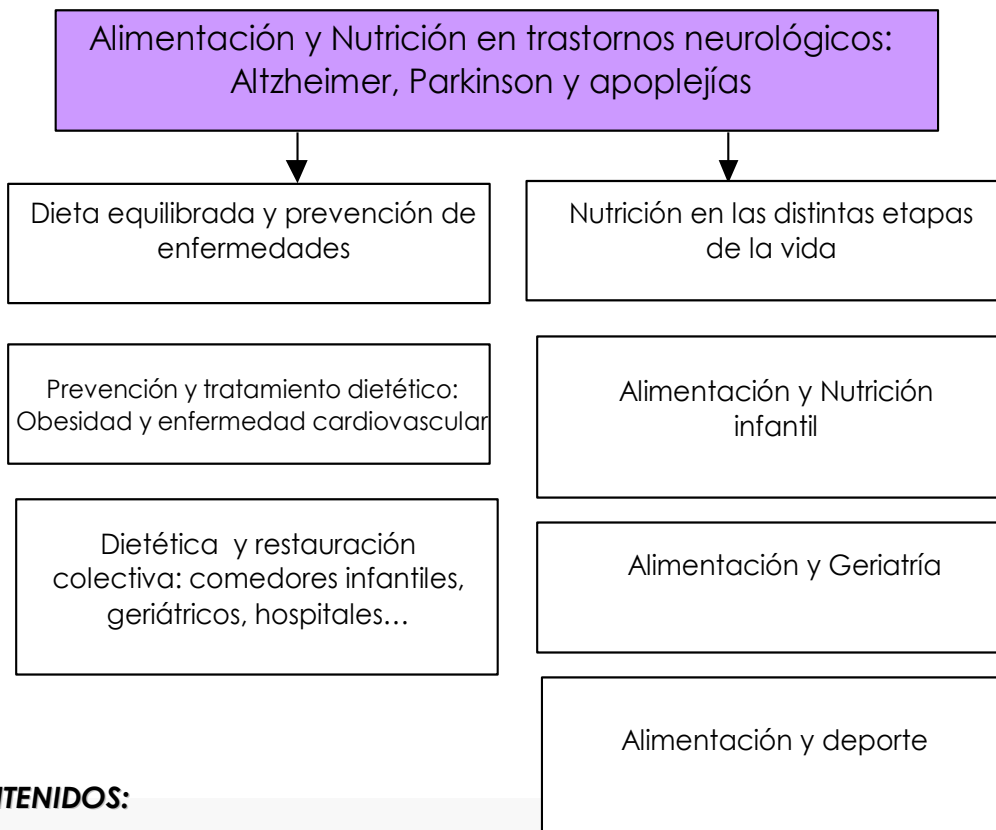 Alimentación y Nutrición en trastornos neurológicos:
Altzheimer, Parkinson y apoplejías
Dieta equilibrada y prevención de
enfermedades
Prevención y tratamiento dietético:
Obesidad y enfermedad cardiovascular
Dietética y restauración
colectiva: comedores infantiles,
geriátricos, hospitales…
Nutrición en las distintas etapas
de la vida
Alimentación y Nutrición
infantil
Alimentación y Geriatría
Alimentación y deporte
NTENIDOS: